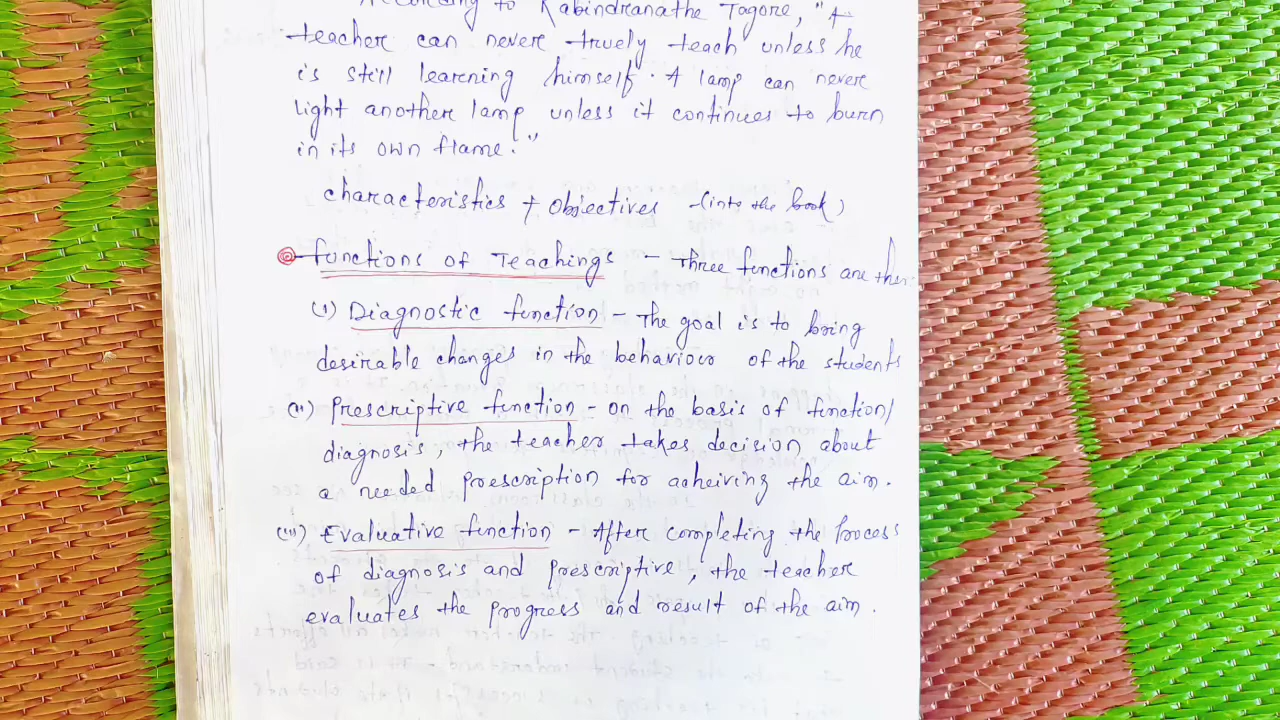 According to Rabindranathe Tagore, "A
teacher can never truely teach unless he
is still learning himself. A lamp can never
light another lamp unless it continues to burn
in its own flame."
characteristics + Objectives - (into the book)
Functions of Teachings - Three functions are ther
(i) Diagnostic function - The goal is to bring
desirable changes in the behaviour of the students
(ii) Prescriptive function - On the basis of function/
diagnosis, the teacher takes decision about
a needed prescription for acheiving the aim.
(iii) Evaluative function - After completing the Process
of diagnosis and prescriptive, the teacher
evaluates the progress and result of the aim.